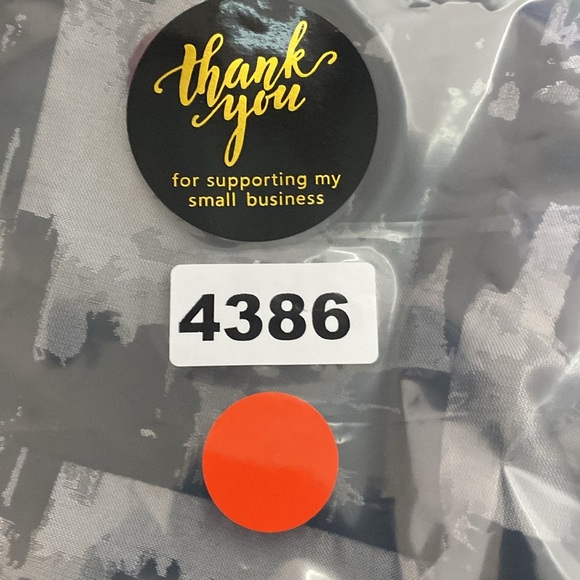 thank
you
for supporting my
small business
4386